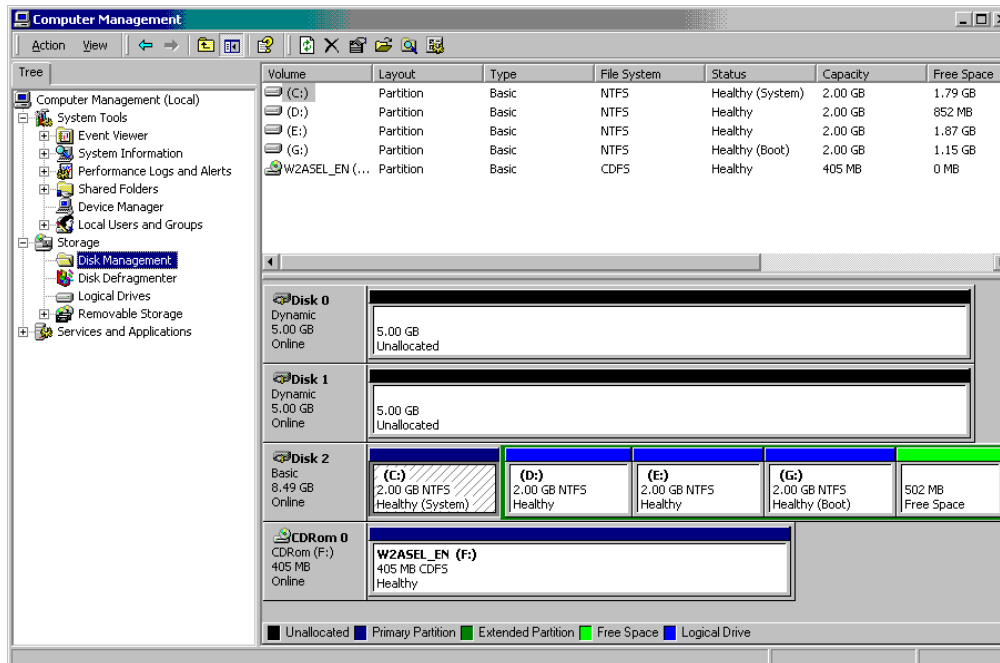 Computer Management
Action View
Tree
Computer Management (Local)
System Tools
Event Viewer
System Information
Performance Logs and Alerts
Shared Folders
Device Manager
Local Users and Groups
Storage
Disk Management
Disk Defragmenter
Logical Drives
Removable Storage
Services and Applications
Volume Layout Type File System Status Capacity Free Space
(C:) Partition Basic NTFS Healthy (System) 2.00 GB 1.79 GB
(D:) Partition Basic NTFS Healthy 2.00 GB 852 MB
(E:) Partition Basic NTFS Healthy 2.00 GB 1.87 GB
(G:) Partition Basic NTFS Healthy (Boot) 2.00 GB 1.15 GB
W2ASEL_EN (... Partition Basic CDFS Healthy 405 MB 0 MB
Disk 0
Dynamic
5.00 GB
Online
5.00 GB
Unallocated
Disk 1
Dynamic
5.00 GB
Online
5.00 GB
Unallocated
Disk 2
Basic
8.49 GB
Online
(C:)
2.00 GB NTFS
Healthy (System)
(D:)
2.00 GB NTFS
Healthy
(E:)
2.00 GB NTFS
Healthy
(G:)
2.00 GB NTFS
Healthy (Boot)
502 MB
Free Space
CDRom 0
CDRom (F:)
405 MB
Online
W2ASEL_EN (F:)
405 MB CDFS
Healthy
Unallocated Primary Partition Extended Partition Free Space Logical Drive